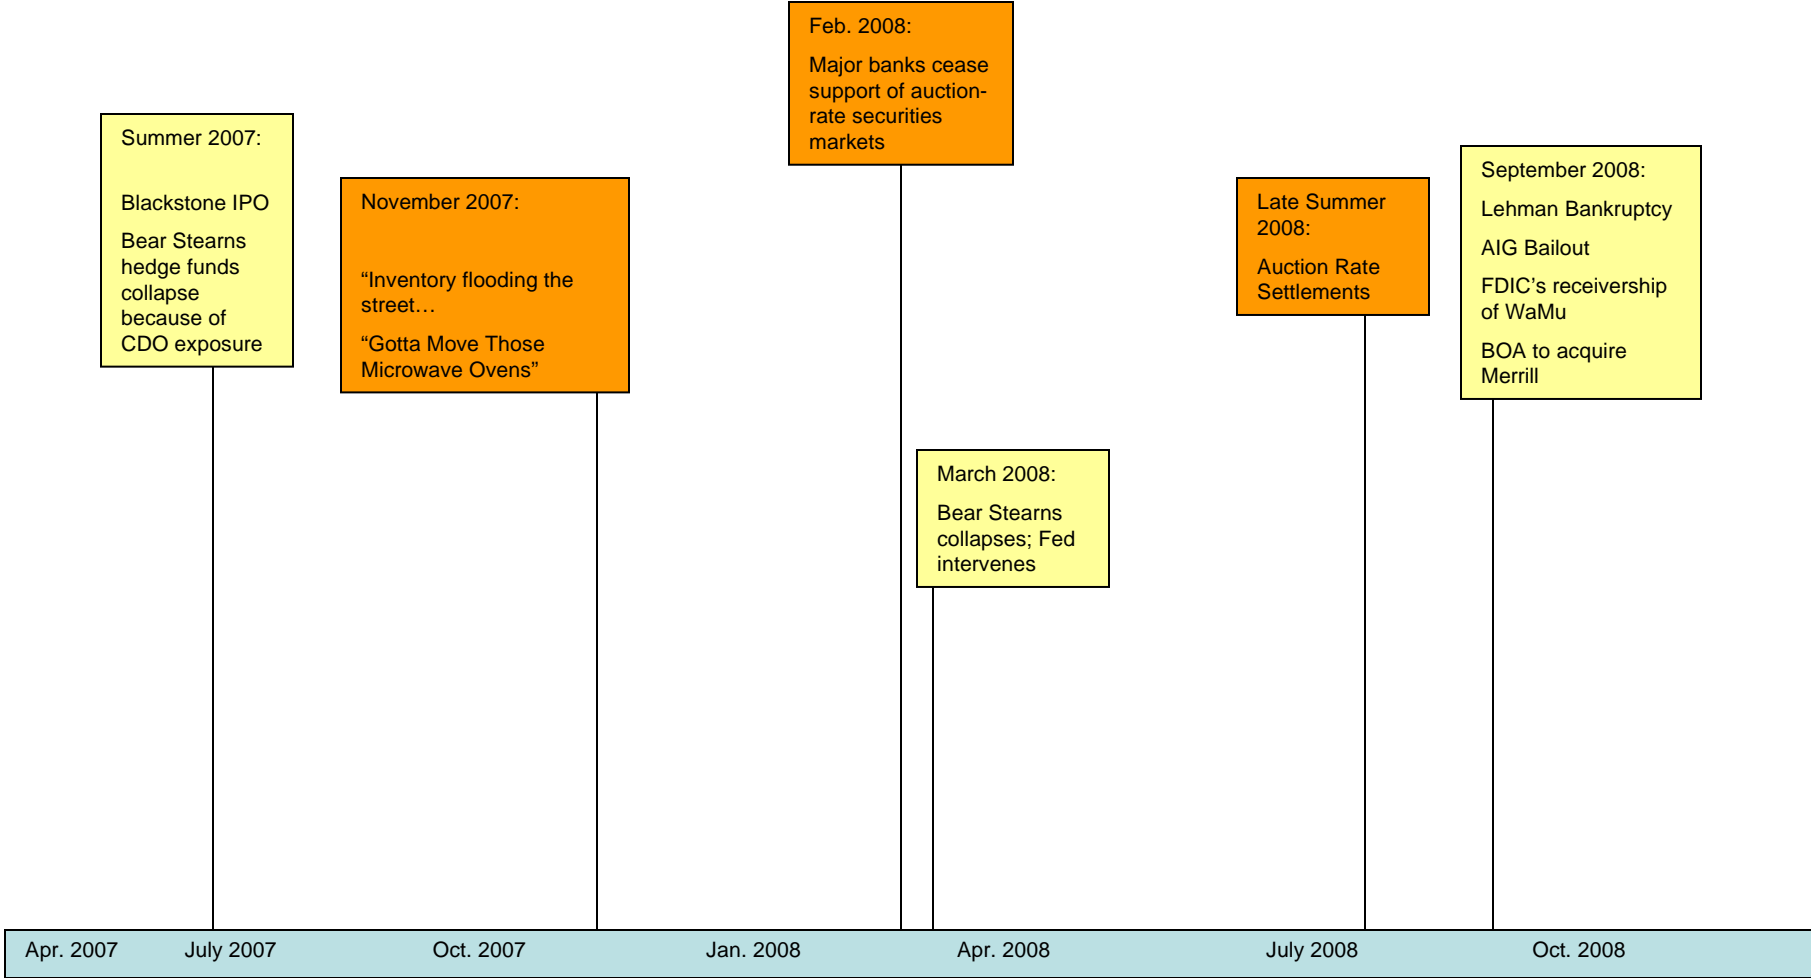 Summer 2007:
Blackstone IPO
Bear Stearns
hedge funds
collapse
because of
CDO exposure
November 2007:
“Inventory flooding the
street…
“Gotta Move Those
Microwave Ovens”
Feb. 2008:
Major banks cease
support of auction-
rate securities
markets
March 2008:
Bear Stearns
collapses; Fed
intervenes
Late Summer
2008:
Auction Rate
Settlements
September 2008:
Lehman Bankruptcy
AIG Bailout
FDIC’s receivership
of WaMu
BOA to acquire
Merrill
Apr. 2007 July 2007 Oct. 2007 Jan. 2008 Apr. 2008 July 2008 Oct. 2008